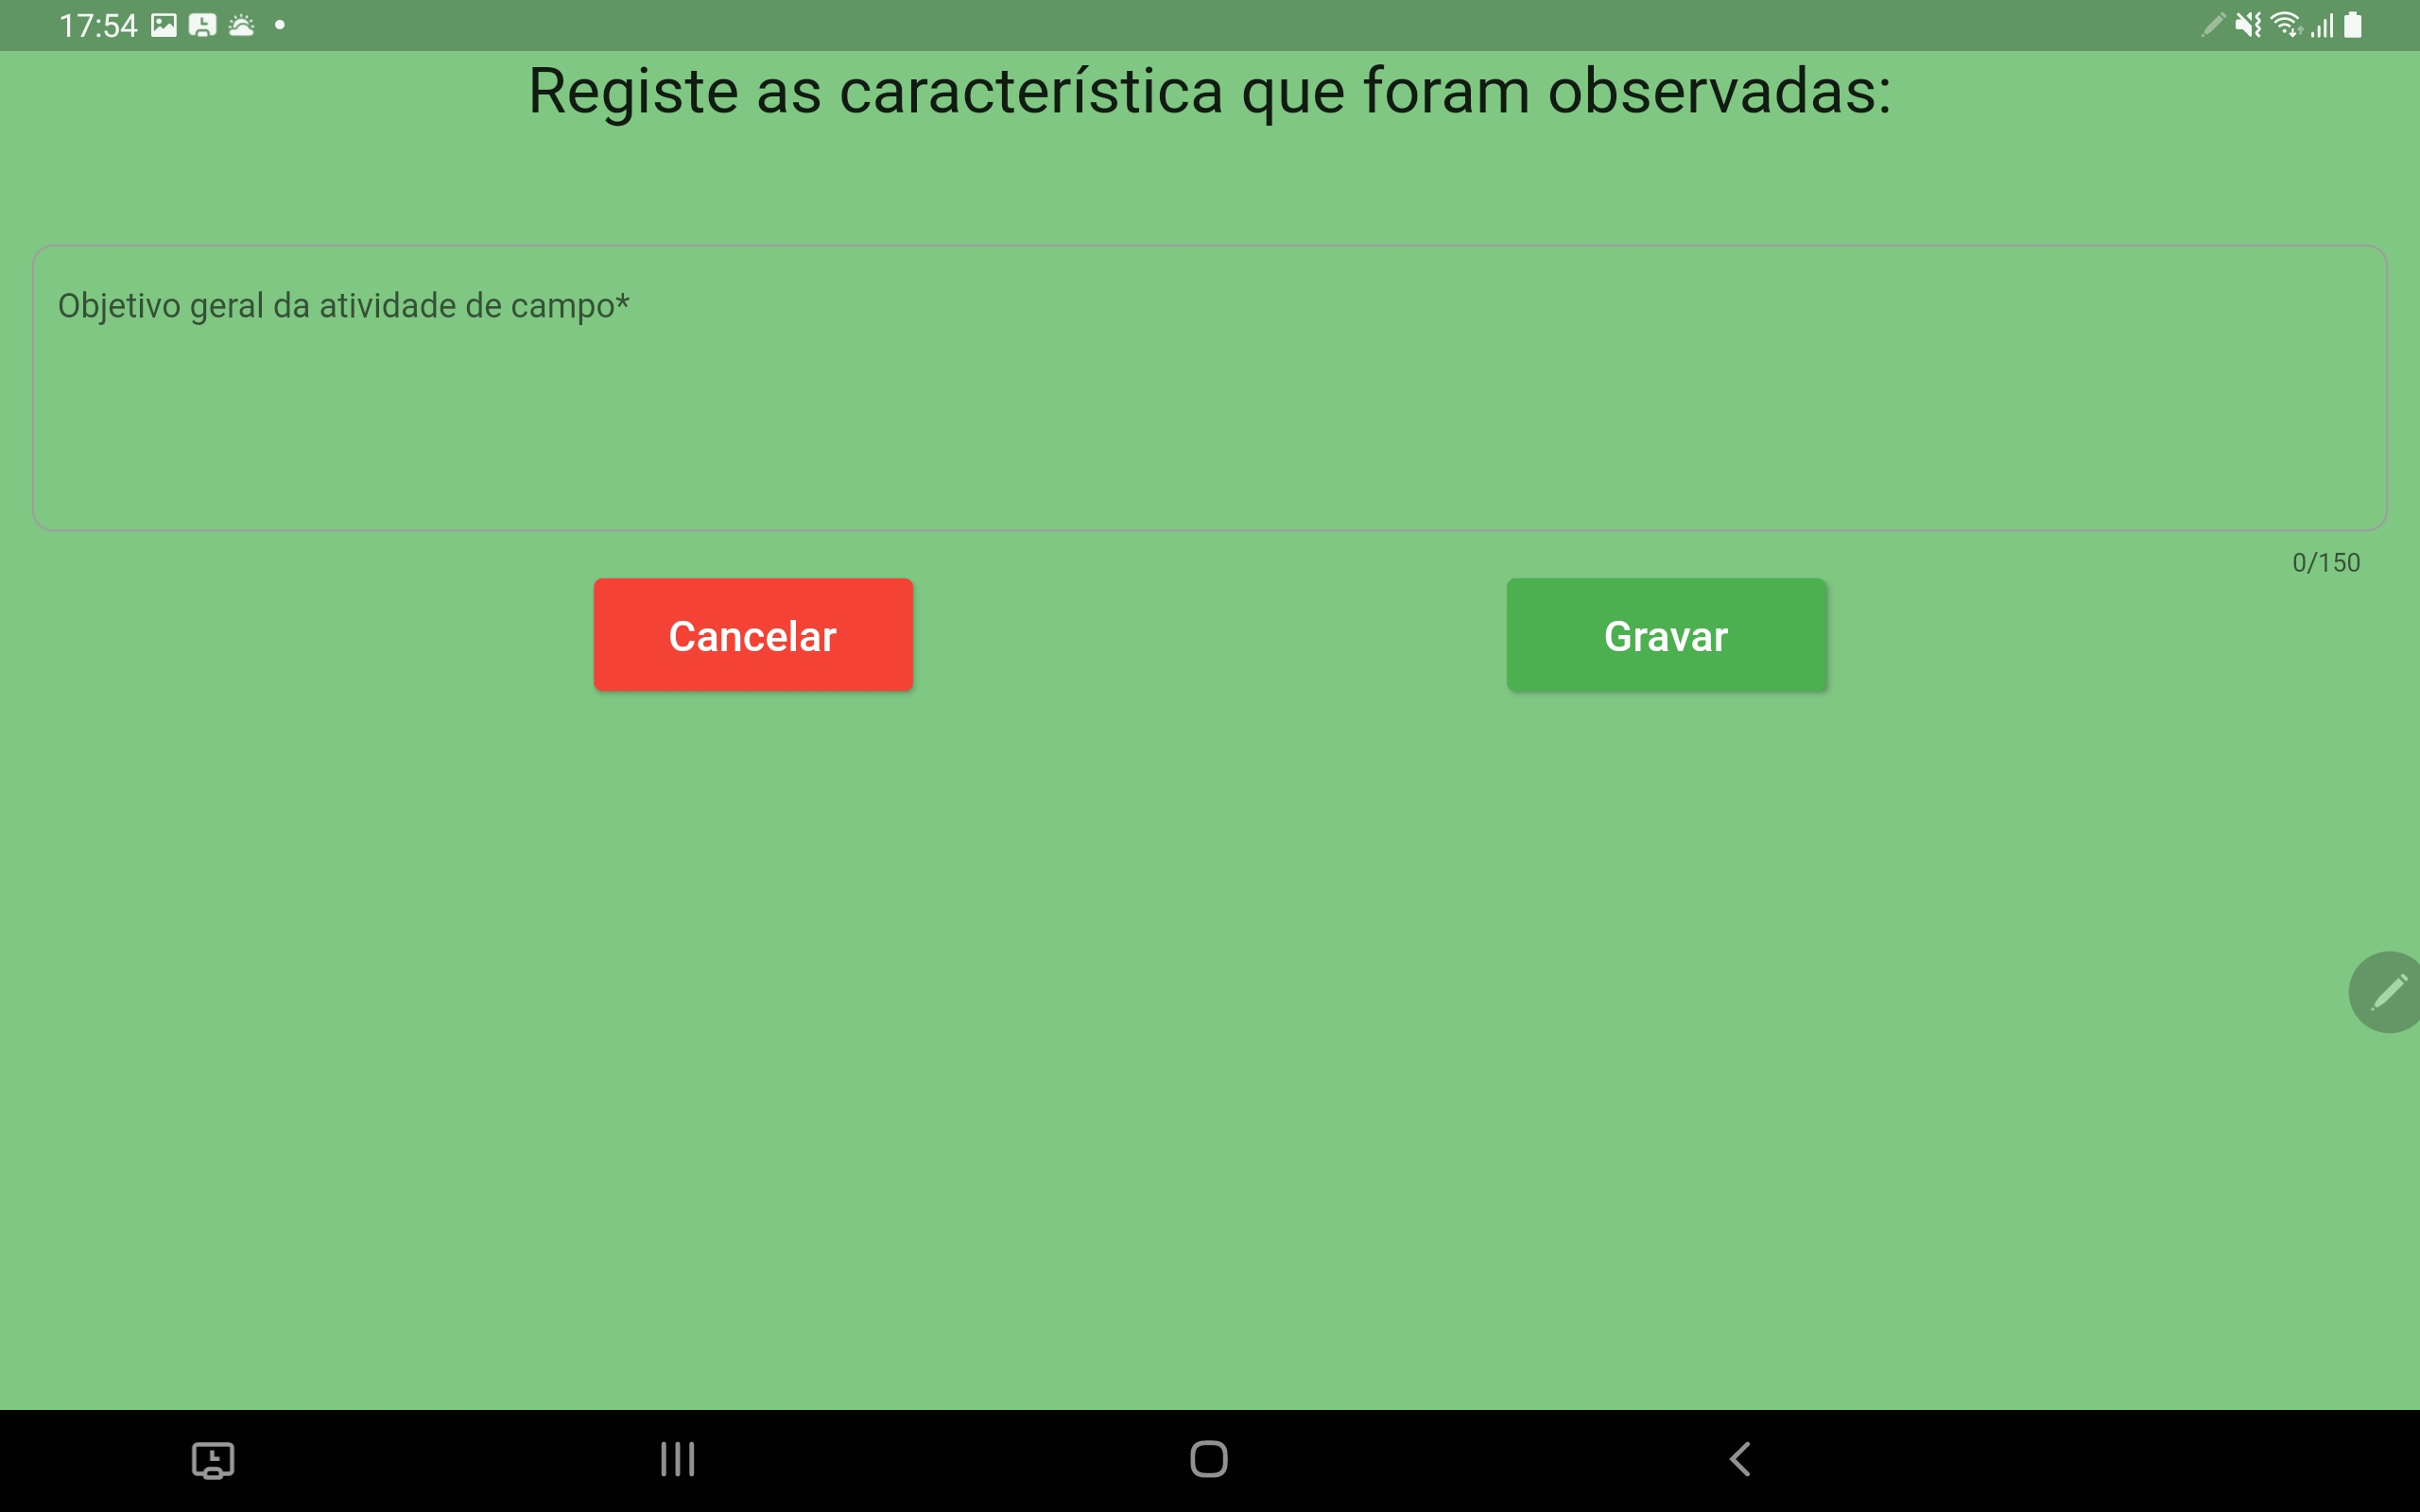 17:54
Registe as característica que foram observadas:
Objetivo geral da atividade de campo*
0/150
Cancelar
Gravar